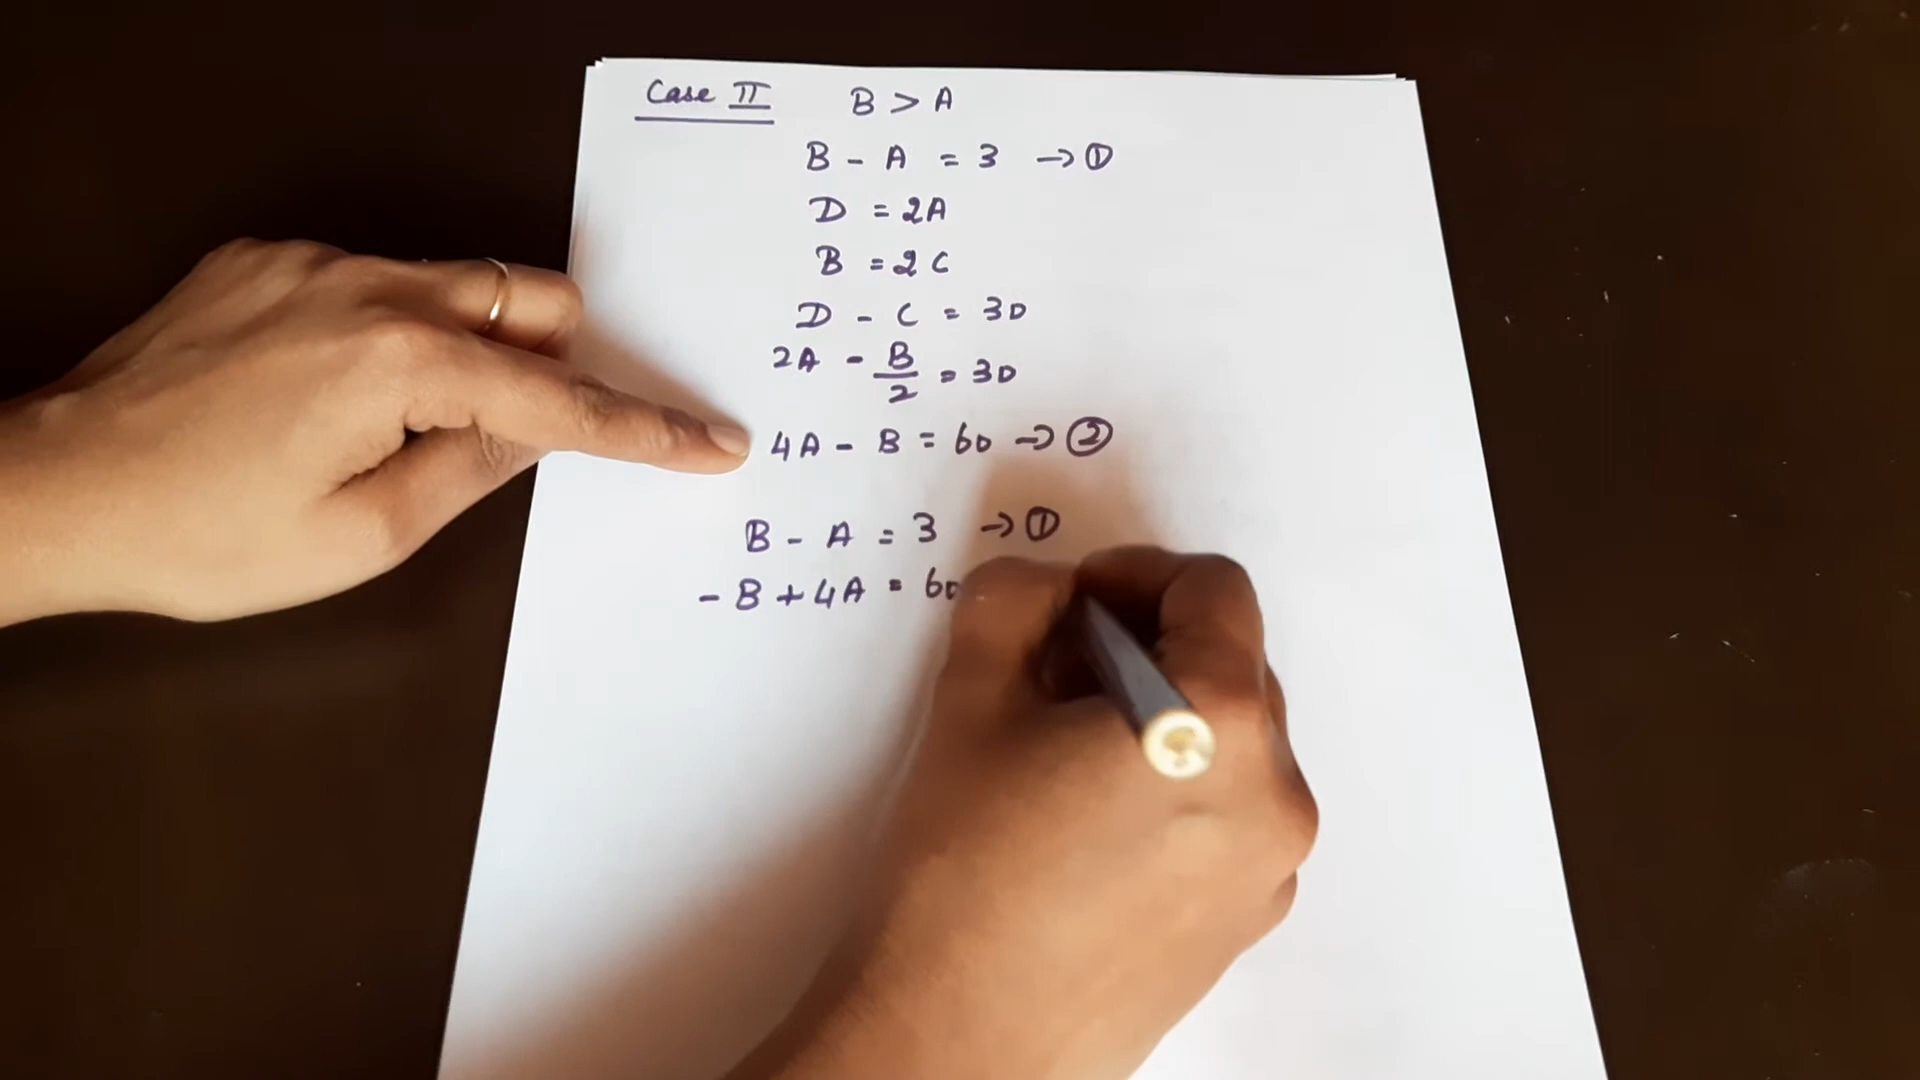 Case II B > A
B - A = 3 → ①
D = 2A
B = 2C
D - C = 30
2A - B/2 = 30
4A - B = 60 → ②
B - A = 3 → ①
- B + 4A = 60